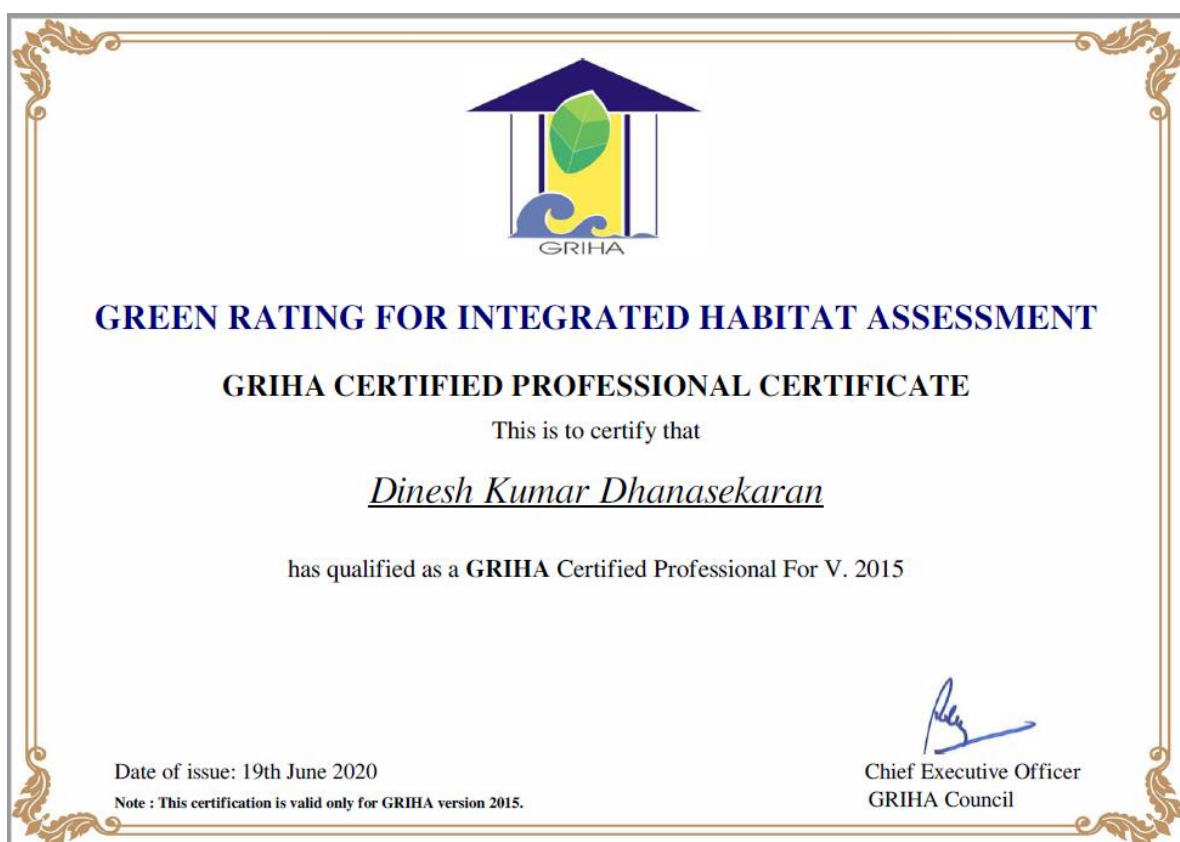 GRIHA
GREEN RATING FOR INTEGRATED HABITAT ASSESSMENT
GRIHA CERTIFIED PROFESSIONAL CERTIFICATE
This is to certify that
Dinesh Kumar Dhanasekaran
has qualified as a GRIHA Certified Professional For V. 2015
Date of issue: 19th June 2020
Note : This certification is valid only for GRIHA version 2015.
Chief Executive Officer
GRIHA Council